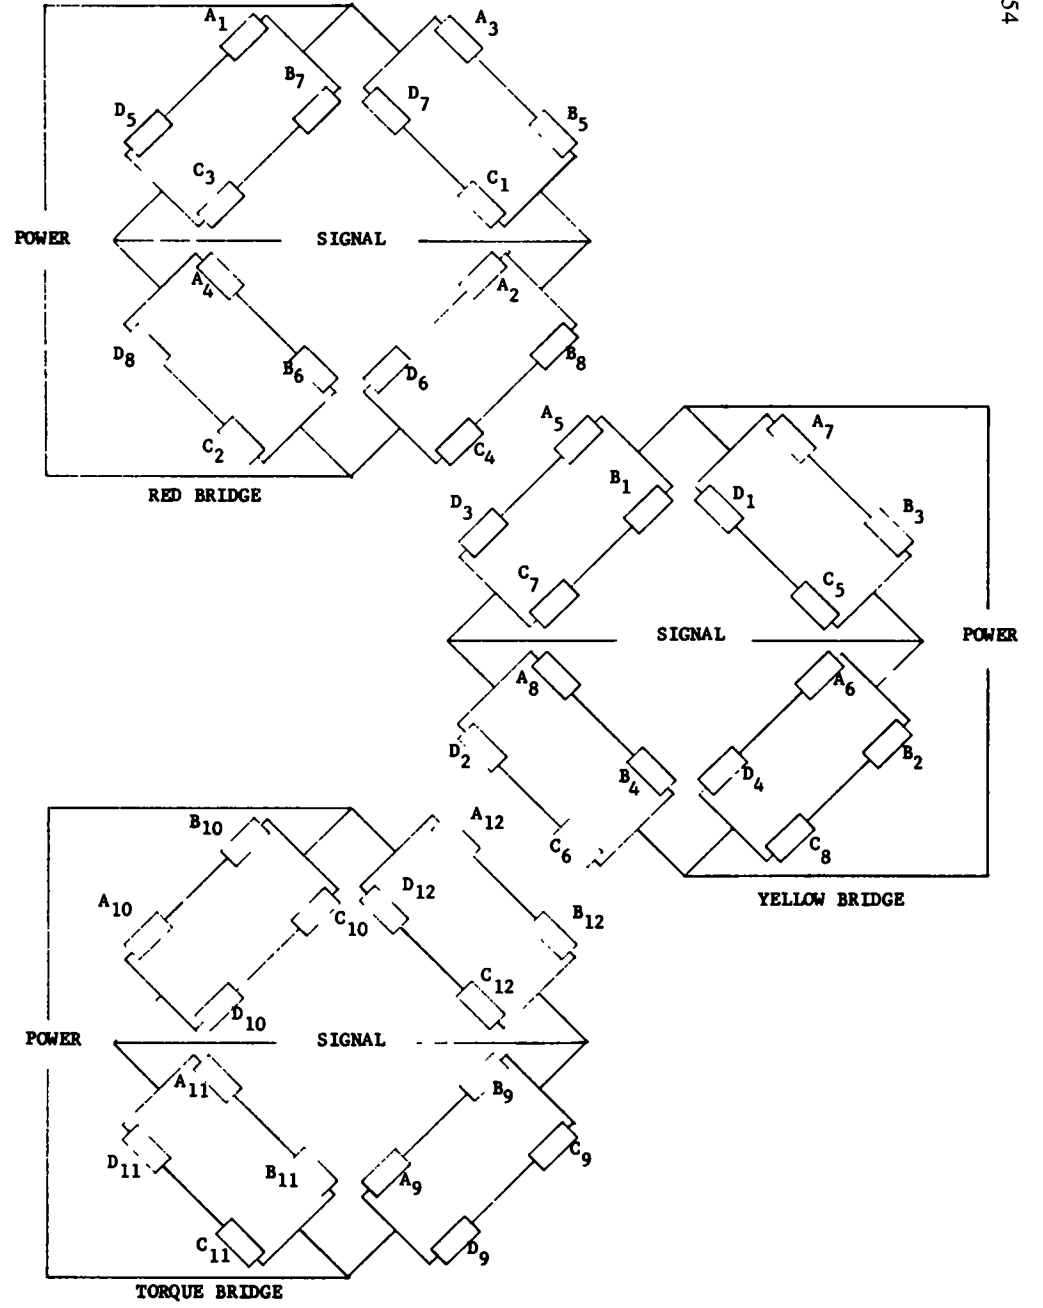 54
A1
A3
B7
D7
D5
B5
C3
C1
POWER
SIGNAL
A4
A2
D8
B6
D6
B8
C2
C4
RED BRIDGE
A5
A7
B1
D1
D3
B3
C7
C5
SIGNAL
POWER
A8
A6
D2
B4
D4
B2
C6
C8
YELLOW BRIDGE
B10
A12
A10
C10
D12
B12
D10
C12
POWER
SIGNAL
A11
B9
D11
B11
A9
C9
C11
D9
TORQUE BRIDGE